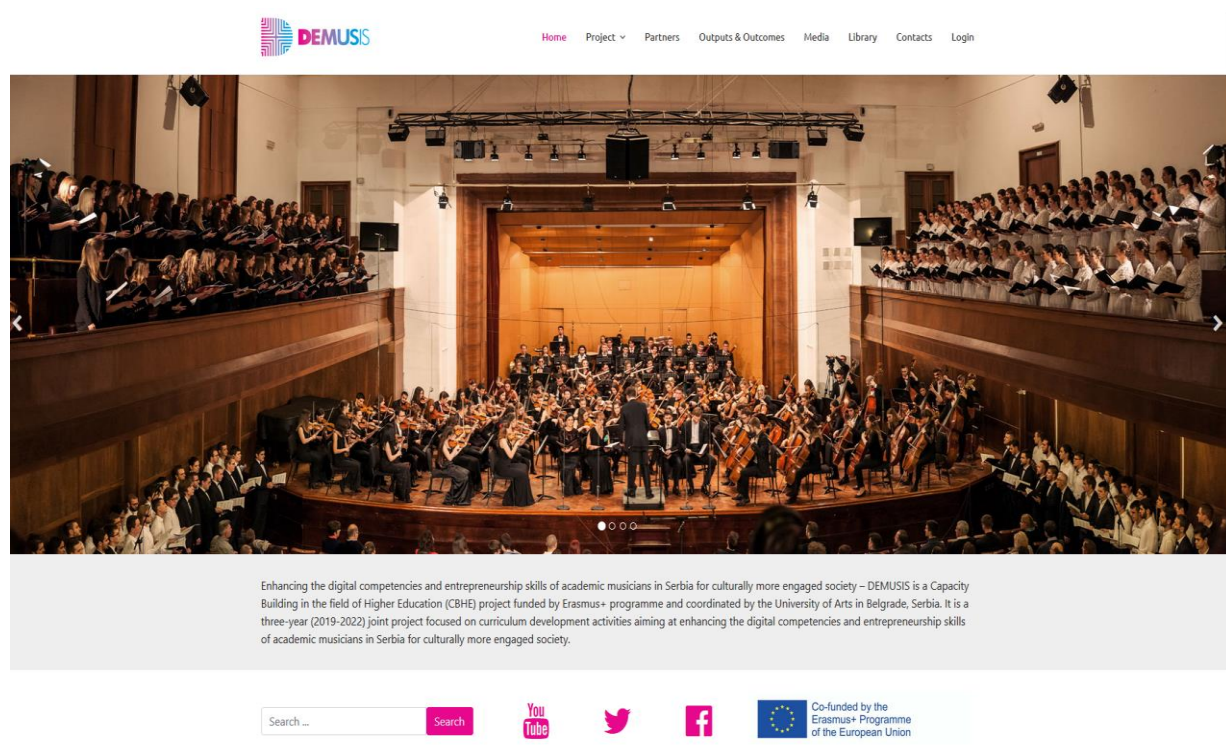 DEMUSIS
Home Project Partners Outputs & Outcomes Media Library Contacts Login
Enhancing the digital competencies and entrepreneurship skills of academic musicians in Serbia for culturally more engaged society – DEMUSIS is a Capacity
Building in the field of Higher Education (CBHE) project funded by Erasmus+ programme and coordinated by the University of Arts in Belgrade, Serbia. It is a
three-year (2019-2022) joint project focused on curriculum development activities aiming at enhancing the digital competencies and entrepreneurship skills
of academic musicians in Serbia for culturally more engaged society.
Search ... Search
You
Tube
Co-funded by the
Erasmus+ Programme
of the European Union